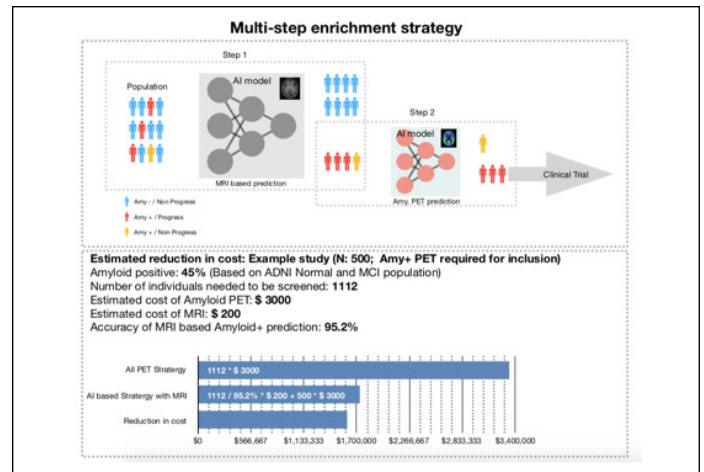 Multi-step enrichment strategy
Step 1
Population
AI model
MRI based prediction
Step 2
AI model
Amy. PET prediction
Clinical Trial
Amy - / Non Progress
Amy + / Progress
Amy + / Non Progress
Estimated reduction in cost: Example study (N: 500; Amy+ PET required for inclusion)
Amyloid positive: 45% (Based on ADNI Normal and MCI population)
Number of individuals needed to be screened: 1112
Estimated cost of Amyloid PET: $ 3000
Estimated cost of MRI: $ 200
Accuracy of MRI based Amyloid+ prediction: 95.2%
All PET Stratergy
1112 * $ 3000
AI based Stratergy with MRI
1112 / 95.2% * $ 200 + 500 * $ 3000
Reduction in cost
$0 $566,667 $1,133,333 $1,700,000 $2,266,667 $2,833,333 $3,400,000